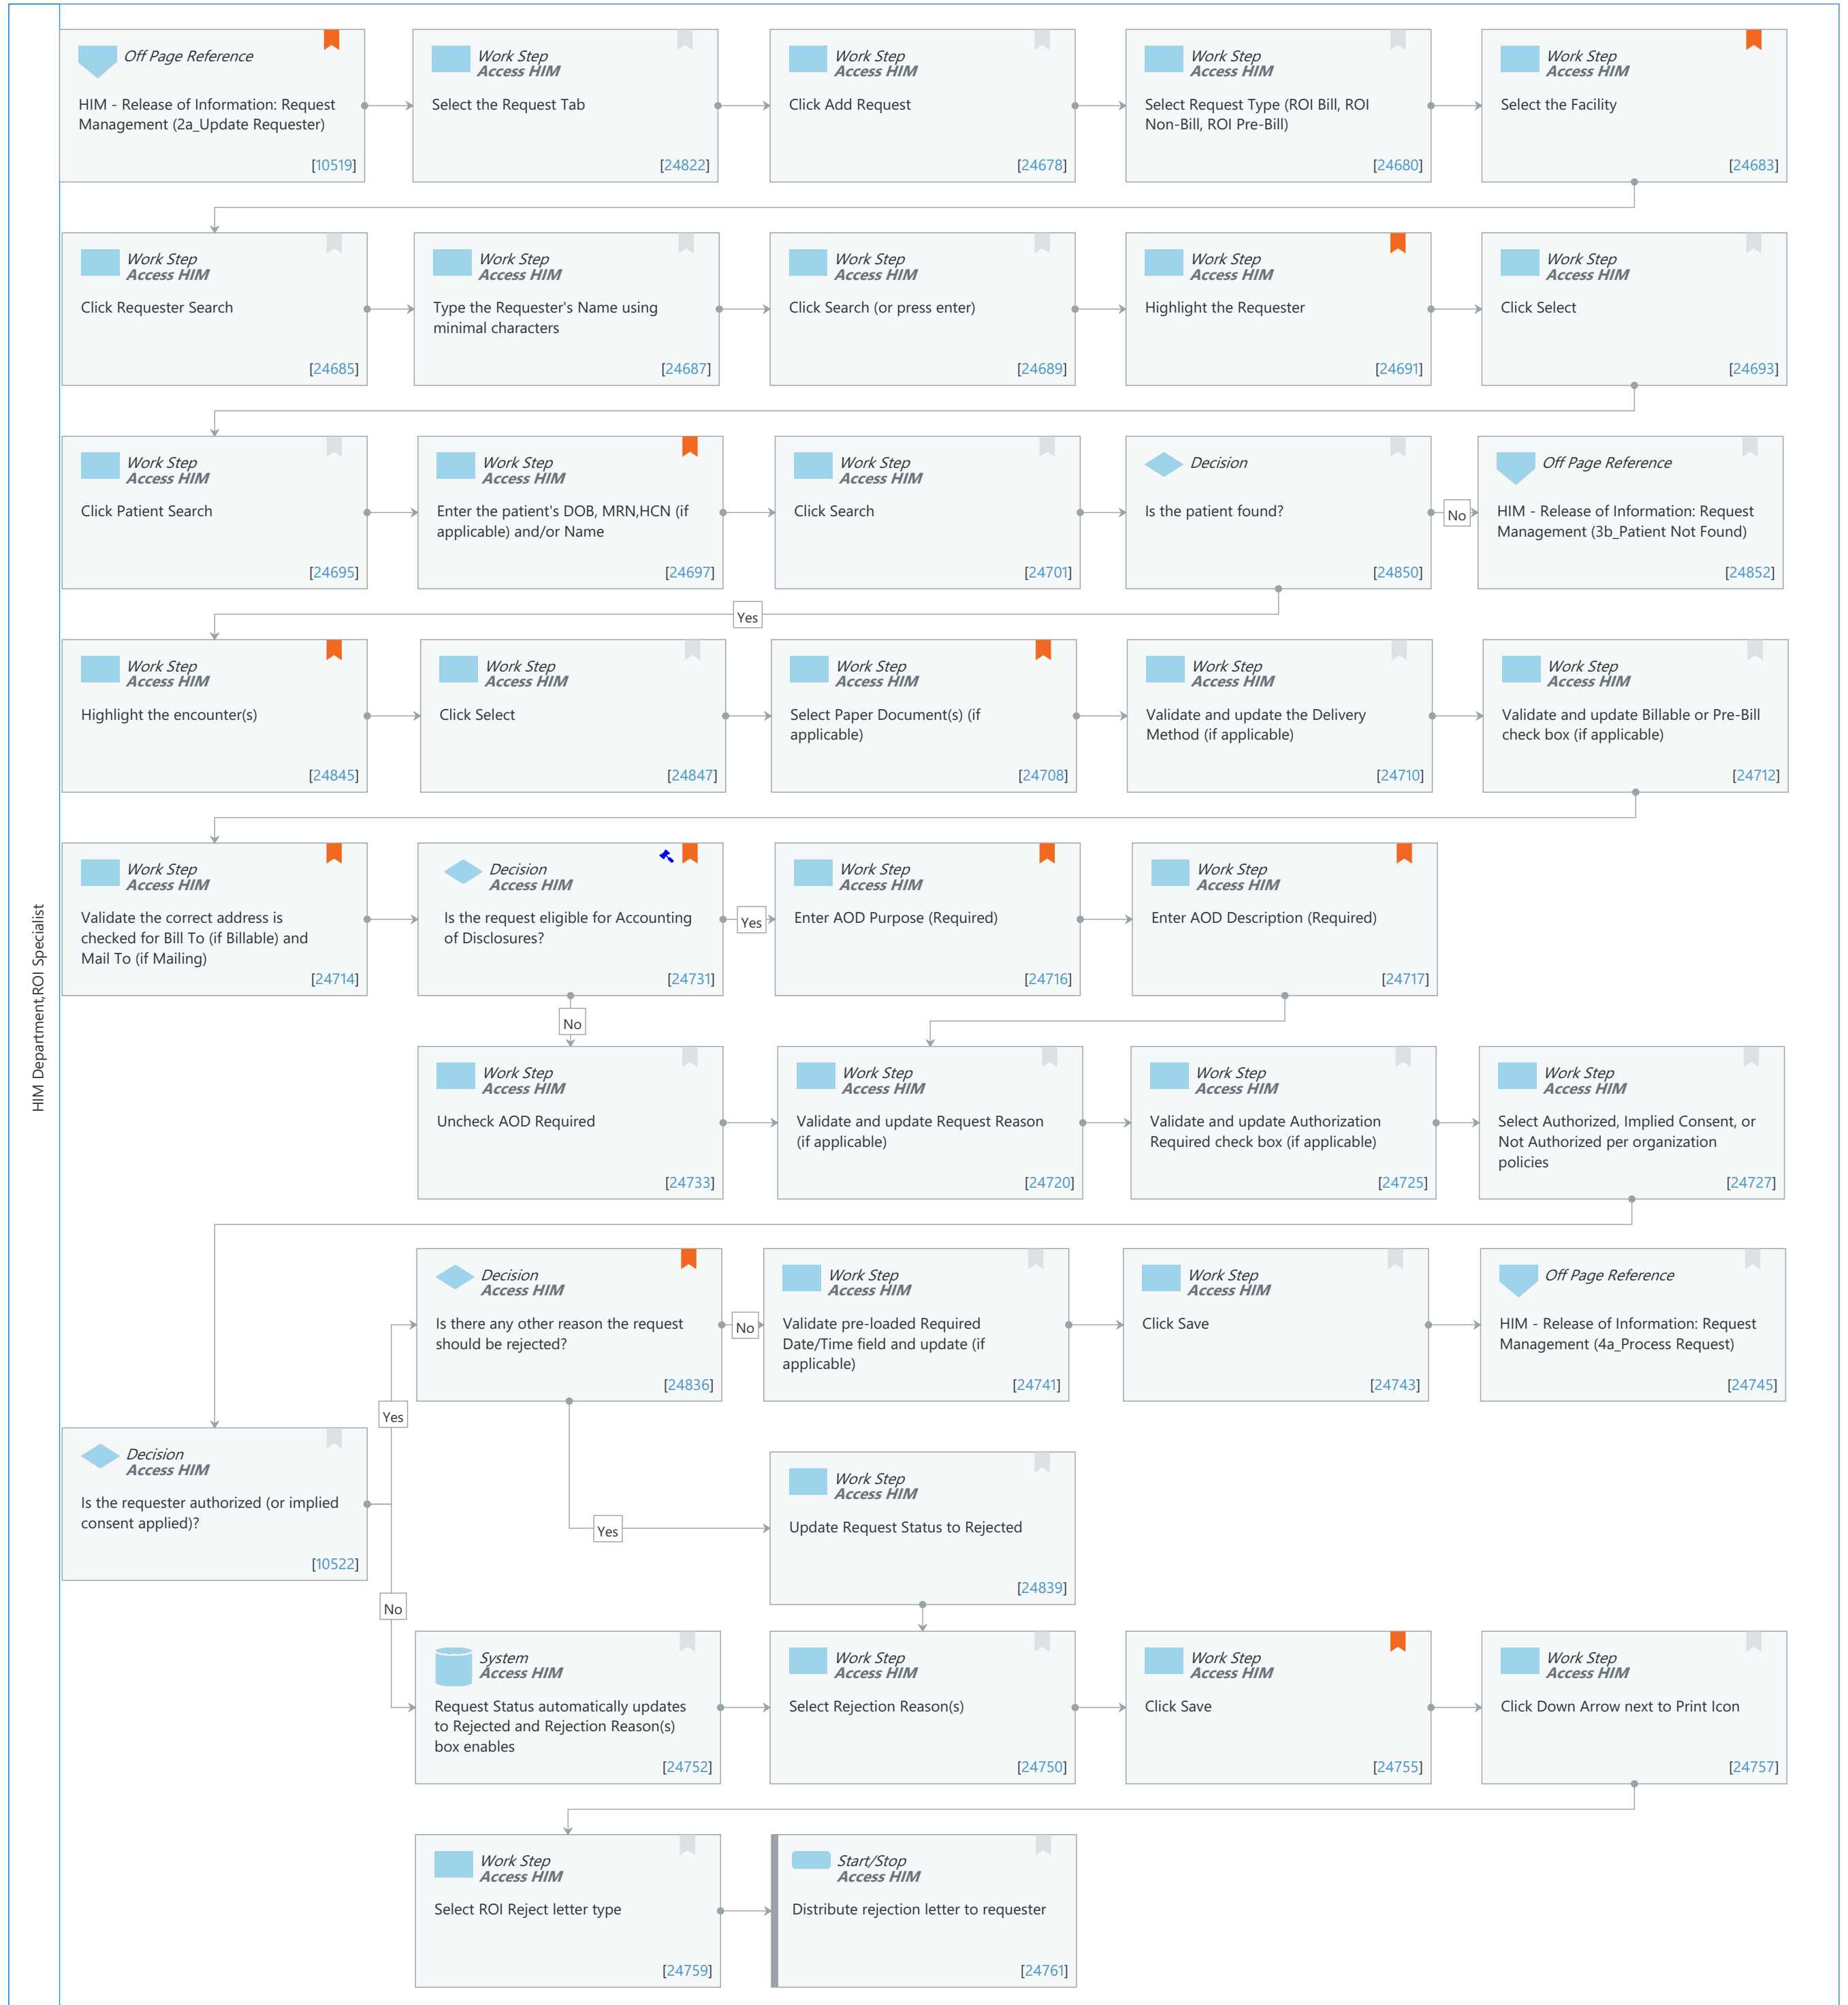 HIM Department,ROI Specialist
Off Page Reference
HIM - Release of Information: Request
Management (2a_Update Requester)
[10519]
Work Step
Access HIM
Select the Request Tab
[24822]
Work Step
Access HIM
Click Add Request
[24678]
Work Step
Access HIM
Select Request Type (ROI Bill, ROI
Non-Bill, ROI Pre-Bill)
[24680]
Work Step
Access HIM
Select the Facility
[24683]
Work Step
Access HIM
Click Requester Search
[24685]
Work Step
Access HIM
Type the Requester's Name using
minimal characters
[24687]
Work Step
Access HIM
Click Search (or press enter)
[24689]
Work Step
Access HIM
Highlight the Requester
[24691]
Work Step
Access HIM
Click Select
[24693]
Work Step
Access HIM
Click Patient Search
[24695]
Work Step
Access HIM
Enter the patient's DOB, MRN,HCN (if
applicable) and/or Name
[24697]
Work Step
Access HIM
Click Search
[24701]
Decision
Is the patient found?
[24850]
No
Off Page Reference
HIM - Release of Information: Request
Management (3b_Patient Not Found)
[24852]
Yes
Work Step
Access HIM
Highlight the encounter(s)
[24845]
Work Step
Access HIM
Click Select
[24847]
Work Step
Access HIM
Select Paper Document(s) (if
applicable)
[24708]
Work Step
Access HIM
Validate and update the Delivery
Method (if applicable)
[24710]
Work Step
Access HIM
Validate and update Billable or Pre-Bill
check box (if applicable)
[24712]
Work Step
Access HIM
Validate the correct address is
checked for Bill To (if Billable) and
Mail To (if Mailing)
[24714]
Decision
Access HIM
Is the request eligible for Accounting
of Disclosures?
[24731]
Yes
Work Step
Access HIM
Enter AOD Purpose (Required)
[24716]
Work Step
Access HIM
Enter AOD Description (Required)
[24717]
No
Work Step
Access HIM
Uncheck AOD Required
[24733]
Work Step
Access HIM
Validate and update Request Reason
(if applicable)
[24720]
Work Step
Access HIM
Validate and update Authorization
Required check box (if applicable)
[24725]
Work Step
Access HIM
Select Authorized, Implied Consent, or
Not Authorized per organization
policies
[24727]
Decision
Access HIM
Is there any other reason the request
should be rejected?
[24836]
No
Work Step
Access HIM
Validate pre-loaded Required
Date/Time field and update (if
applicable)
[24741]
Work Step
Access HIM
Click Save
[24743]
Off Page Reference
HIM - Release of Information: Request
Management (4a_Process Request)
[24745]
Yes
Decision
Access HIM
Is the requester authorized (or implied
consent applied)?
[10522]
Yes
Work Step
Access HIM
Update Request Status to Rejected
[24839]
No
System
Access HIM
Request Status automatically updates
to Rejected and Rejection Reason(s)
box enables
[24752]
Work Step
Access HIM
Select Rejection Reason(s)
[24750]
Work Step
Access HIM
Click Save
[24755]
Work Step
Access HIM
Click Down Arrow next to Print Icon
[24757]
Work Step
Access HIM
Select ROI Reject letter type
[24759]
Start/Stop
Access HIM
Distribute rejection letter to requester
[24761]